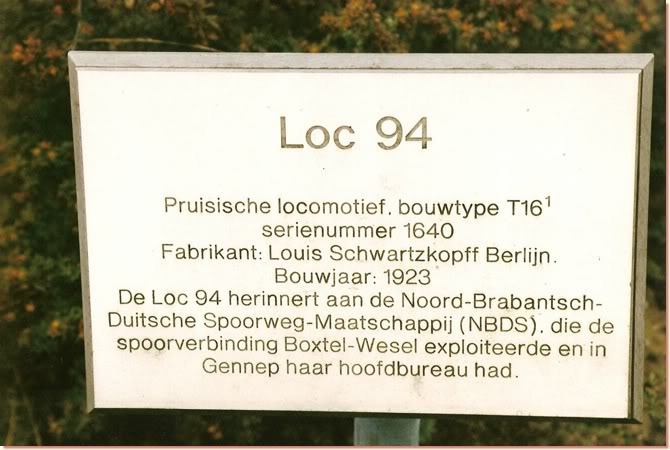 Loc 94
Pruisische locomotief, bouwtype T16¹
serienummer 1640
Fabrikant: Louis Schwartzkopff Berlijn.
Bouwjaar: 1923
De Loc 94 herinnert aan de Noord-Brabantsch-
Duitsche Spoorweg-Maatschappij (NBDS), die de
spoorverbinding Boxtel-Wesel exploiteerde en in
Gennep haar hoofdbureau had.